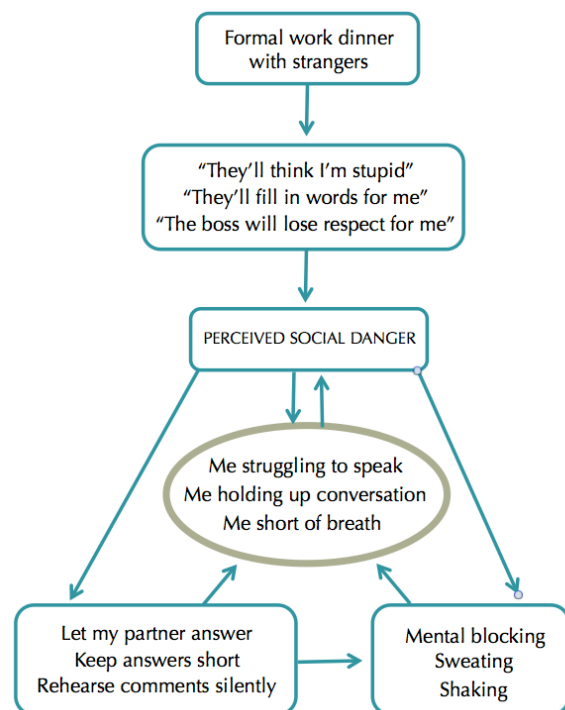 Formal work dinner
with strangers
“They’ll think I’m stupid”
“They’ll fill in words for me”
“The boss will lose respect for me”
PERCEIVED SOCIAL DANGER
Me struggling to speak
Me holding up conversation
Me short of breath
Let my partner answer
Keep answers short
Rehearse comments silently
Mental blocking
Sweating
Shaking